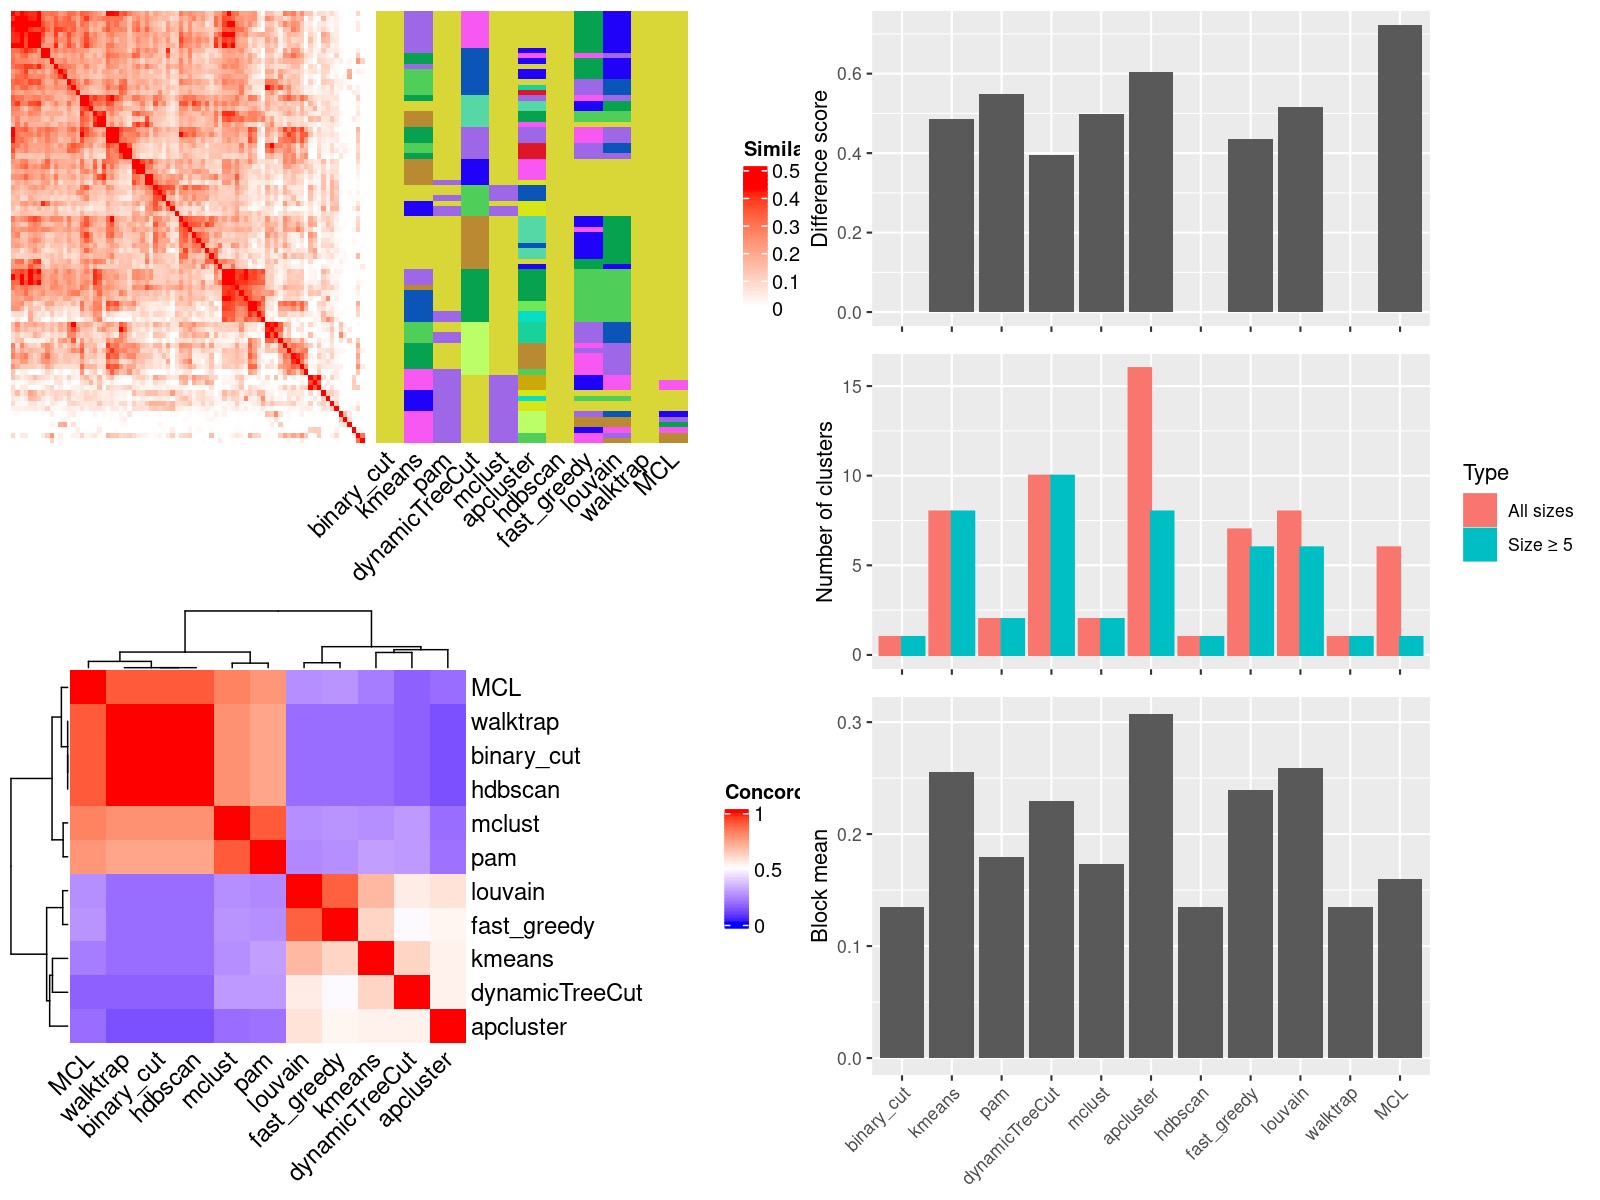 Simila
0.5
0.4
0.3
0.2
0.1
0
binary_cut
kmeans
pam
dynamicTreeCut
mclust
apcluster
hdbscan
fast_greedy
louvain
walktrap
MCL
MCL
walktrap
binary_cut
hdbscan
mclust
pam
louvain
fast_greedy
kmeans
dynamicTreeCut
apcluster
MCL
walktrap
binary_cut
hdbscan
mclust
pam
louvain
fast_greedy
kmeans
dynamicTreeCut
apcluster
Concord
1
0.5
0
Difference score
0.6
0.4
0.2
0.0
Number of clusters
15
10
5
0
Type
All sizes
Size ≥ 5
Block mean
0.3
0.2
0.1
0.0
binary_cut
kmeans
pam
dynamicTreeCut
mclust
apcluster
hdbscan
fast_greedy
louvain
walktrap
MCL